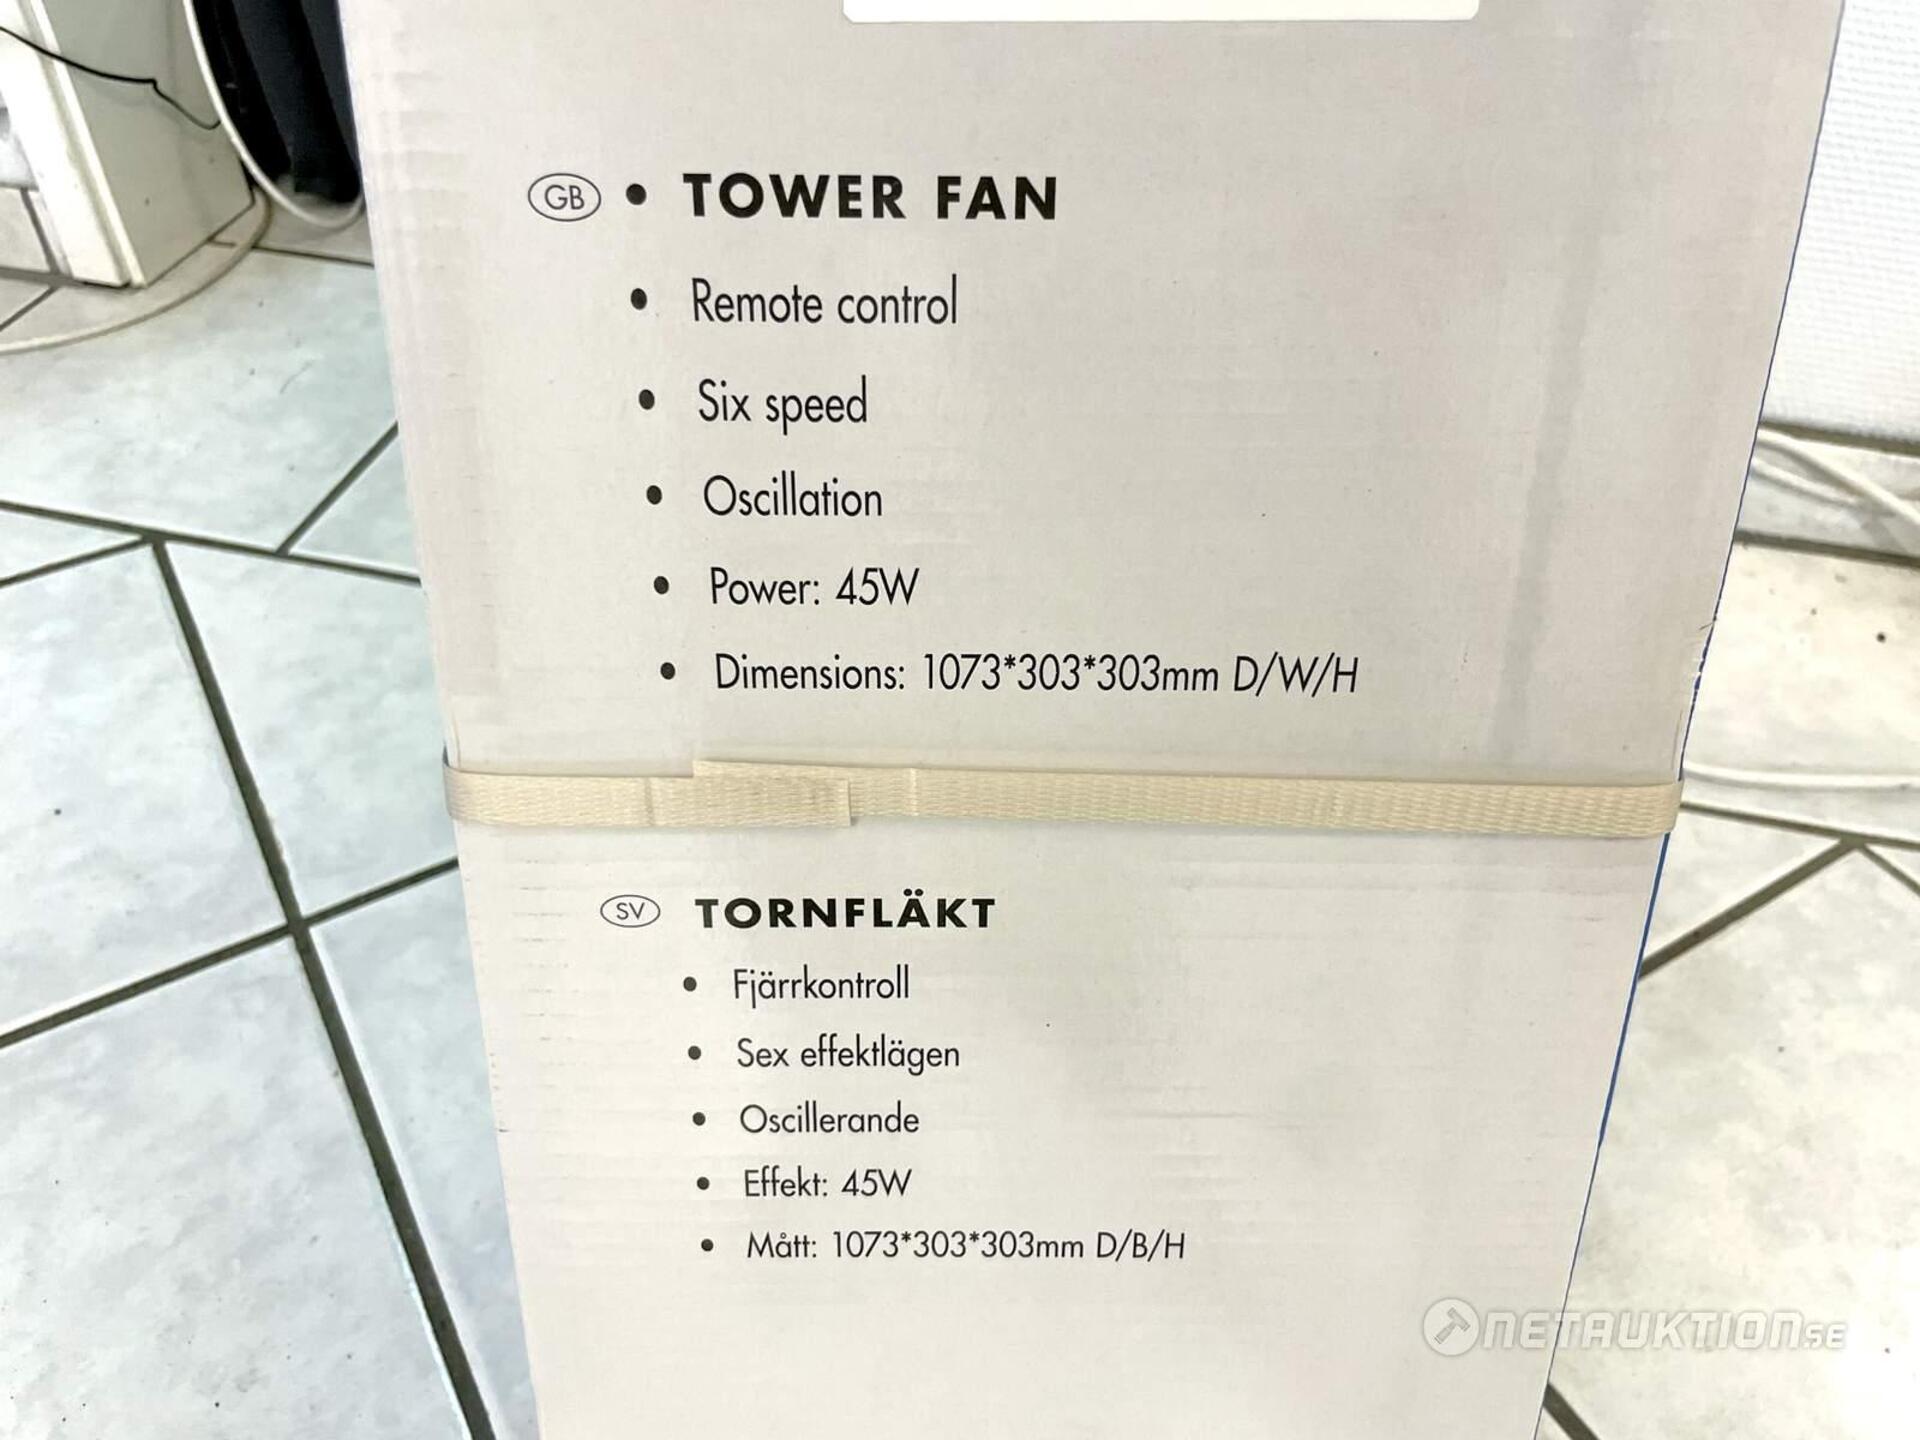 GB • TOWER FAN
• Remote control
• Six speed
• Oscillation
• Power: 45W
• Dimensions: 1073*303*303mm D/W/H
SV TORNFLÄKT
• Fjärrkontroll
• Sex effektlägen
• Oscillerande
• Effekt: 45W
• Mått: 1073*303*303mm D/B/H
NETAUKTION.SE